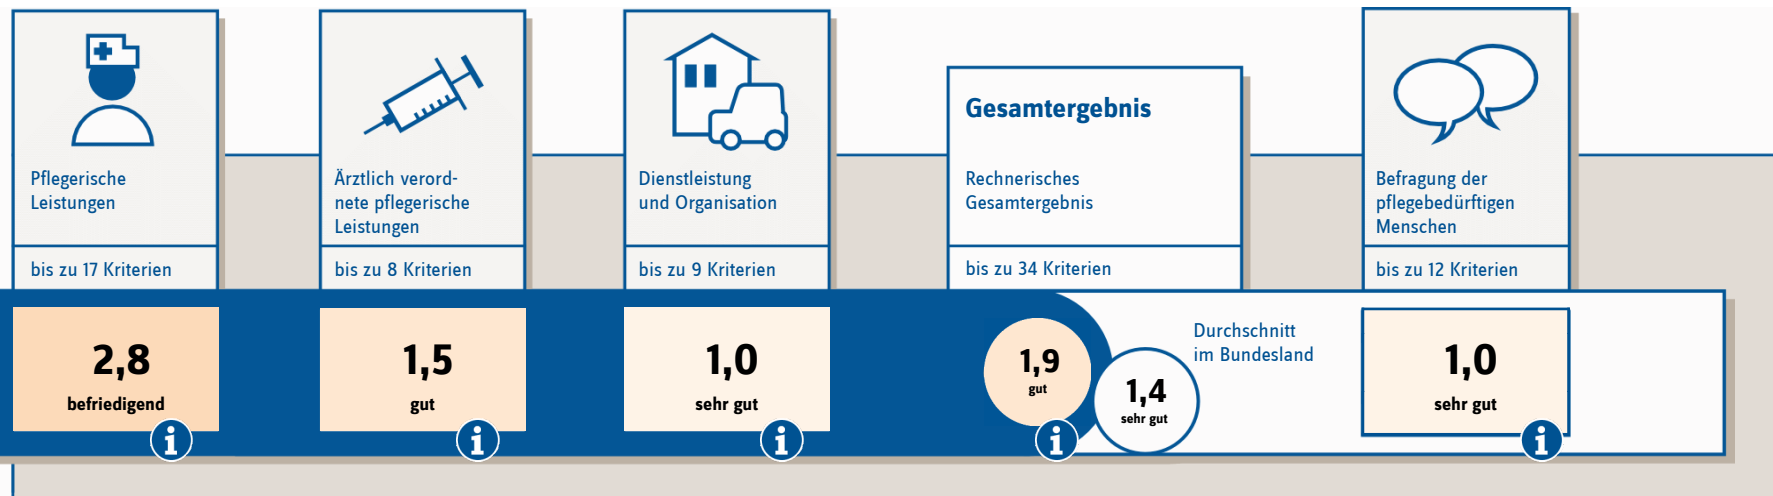 Pflegerische
Leistungen
bis zu 17 Kriterien
2,8
befriedigend
i
Ärztlich verord-
nete pflegerische
Leistungen
bis zu 8 Kriterien
1,5
gut
i
Dienstleistung
und Organisation
bis zu 9 Kriterien
1,0
sehr gut
i
Gesamtergebnis
Rechnerisches
Gesamtergebnis
bis zu 34 Kriterien
1,9
gut
i
Durchschnitt
im Bundesland
1,4
sehr gut
Befragung der
pflegebedürftigen
Menschen
bis zu 12 Kriterien
1,0
sehr gut
i